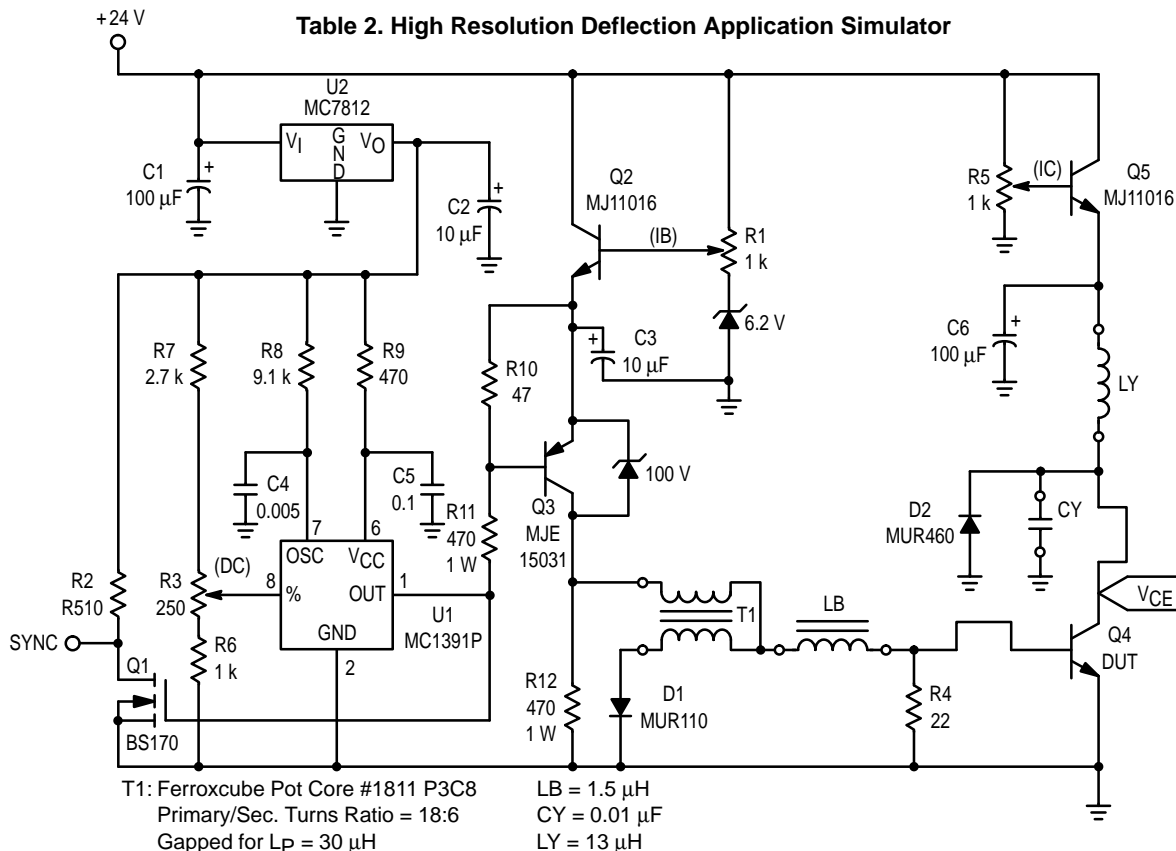 Table 2. High Resolution Deflection Application Simulator
+24 V
U2
MC7812
VI
G
N
D
VO
C1
100 µF
+
C2
10 µF
+
Q2
MJ11016
(IB)
R1
1 k
6.2 V
C3
10 µF
+
R5
1 k
(IC)
Q5
MJ11016
C6
100 µF
+
LY
R7
2.7 k
R8
9.1 k
R9
470
R10
47
C4
0.005
C5
0.1
R11
470
1 W
Q3
MJE
15031
100 V
7
6
OSC
VCC
8
%
OUT
1
GND
2
U1
MC1391P
R2
R510
R3
250
(DC)
R6
1 k
SYNC
Q1
BS170
R12
470
1 W
D1
MUR110
T1
LB
R4
22
D2
MUR460
CY
VCE
Q4
DUT
T1: Ferroxcube Pot Core #1811 P3C8
Primary/Sec. Turns Ratio = 18:6
Gapped for LP = 30 µH
LB = 1.5 µH
CY = 0.01 µF
LY = 13 µH